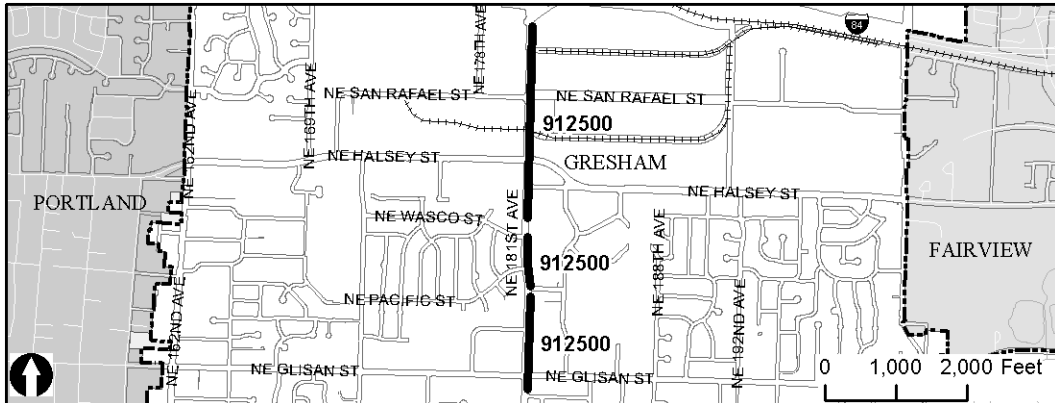 84
NE 178TH AVE
NE 162ND AVE
NE 169TH AVE
NE SAN RAFAEL ST
NE SAN RAFAEL ST
912500
NE HALSEY ST
GRESHAM
PORTLAND
NE HALSEY ST
NE WASCO ST
NE 181ST AVE
NE 188TH AVE
FAIRVIEW
912500
NE 162ND AVE
NE PACIFIC ST
NE 192ND AVE
912500
NE GLISAN ST
NE GLISAN ST
0 1,000 2,000 Feet